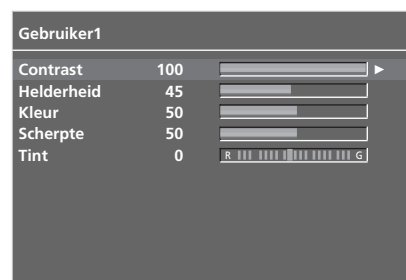 Gebruiker1
Contrast 100 ►
Helderheid 45
Kleur 50
Scherpte 50
Tint 0 R G